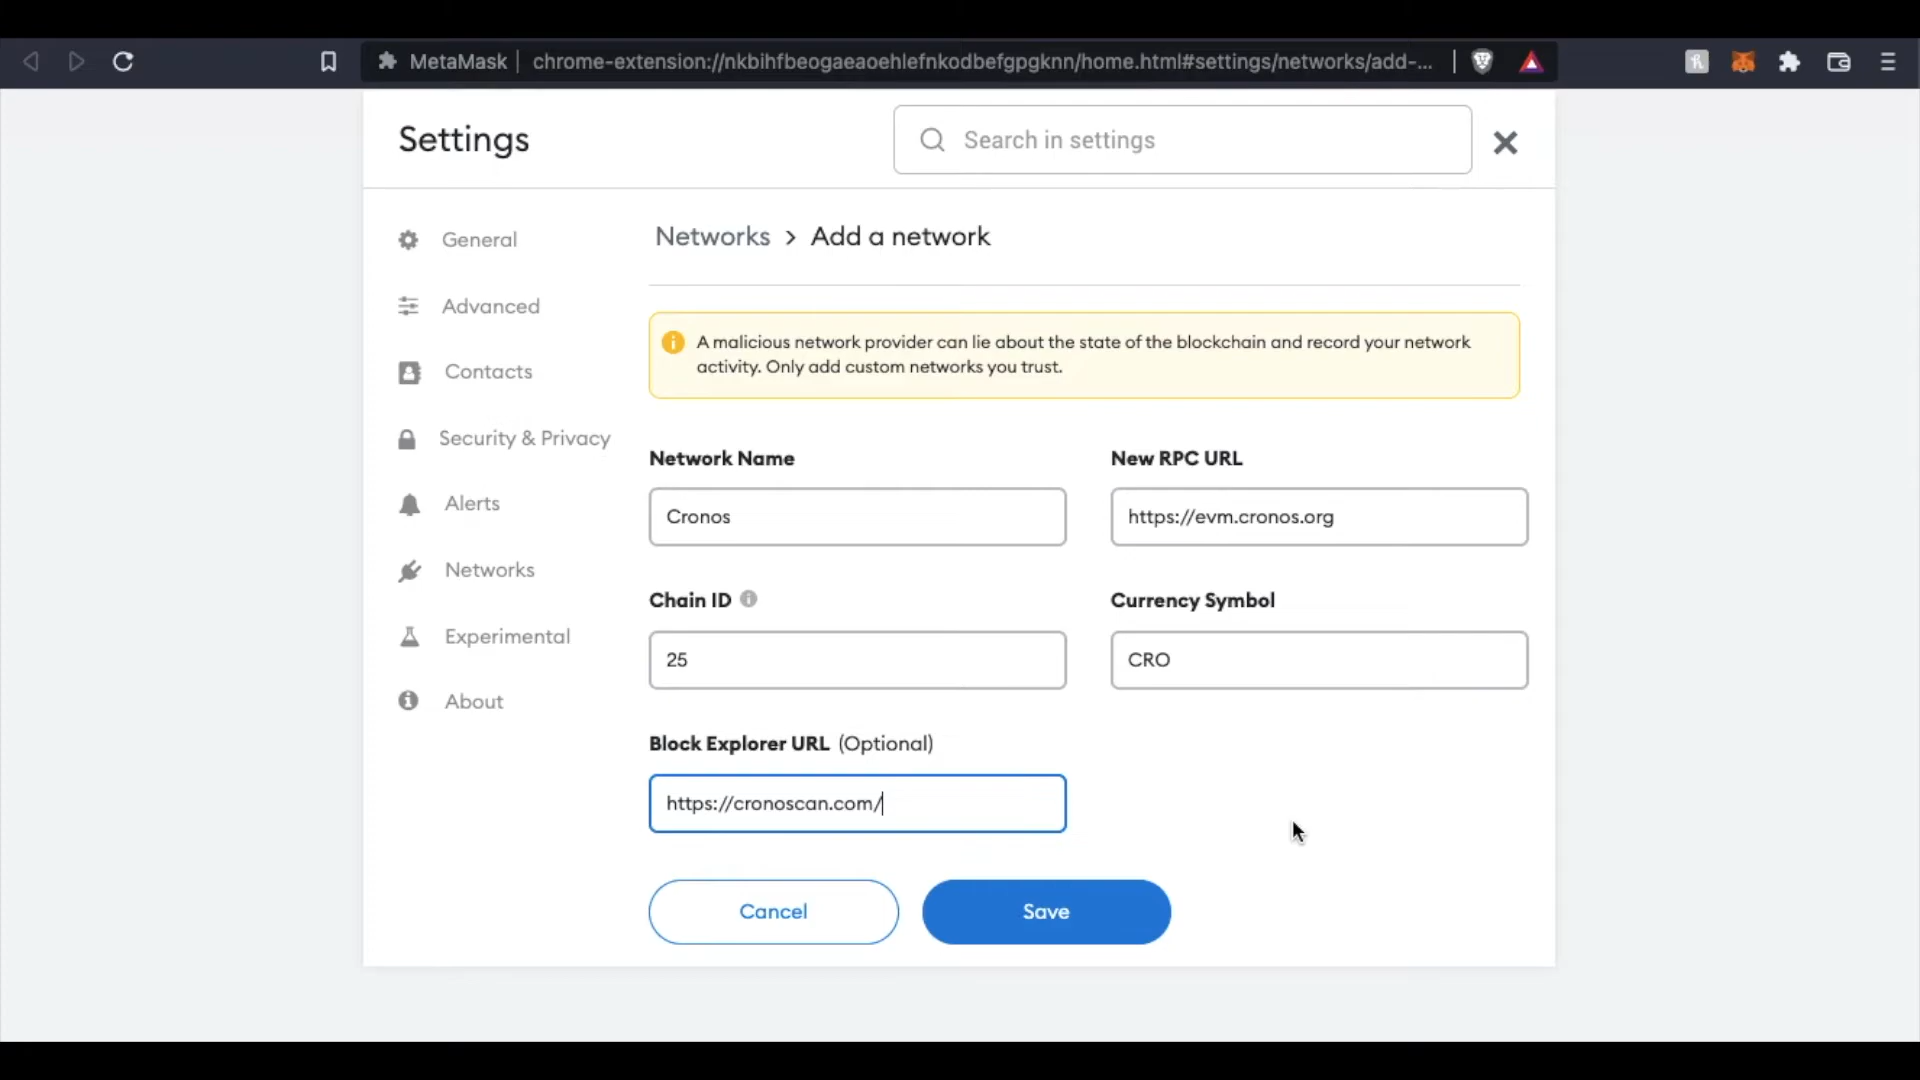 MetaMask | chrome-extension://nkbihfbeogaeaoehlefnkodbefgpgknn/home.html#settings/networks/add-...
Settings
Search in settings
General
Advanced
Contacts
Security & Privacy
Alerts
Networks
Experimental
About
Networks > Add a network
A malicious network provider can lie about the state of the blockchain and record your network
activity. Only add custom networks you trust.
Network Name
New RPC URL
Cronos
https://evm.cronos.org
Chain ID
Currency Symbol
25
CRO
Block Explorer URL (Optional)
https://cronoscan.com/
Cancel
Save